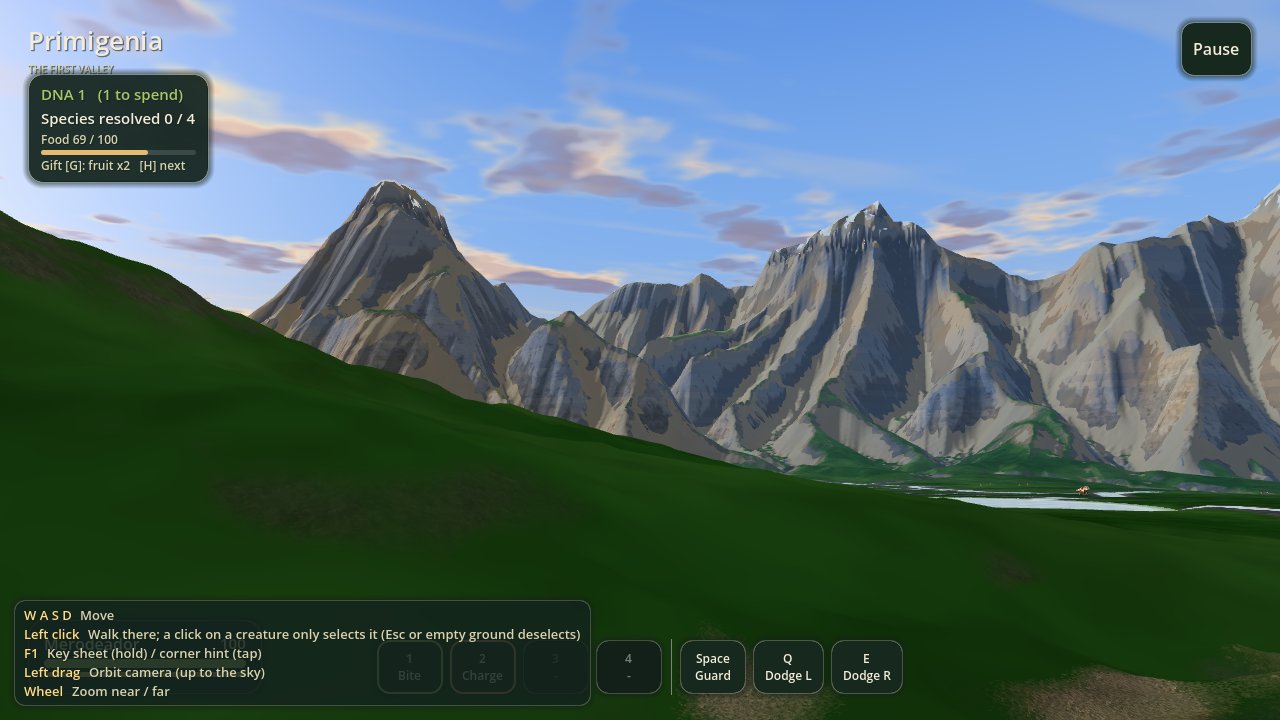 Primigenia
THE FIRST VALLEY
DNA 1 (1 to spend)
Species resolved 0 / 4
Food 69 / 100
Gift [G]: fruit x2 [H] next
Pause
W A S D Move
Left click Walk there; a click on a creature only selects it (Esc or empty ground deselects)
F1 Key sheet (hold) / corner hint (tap)
Left drag Orbit camera (up to the sky)
Wheel Zoom near / far
Merodeador 100
1
Bite
2
Charge
3
-
4
-
Space
Guard
Q
Dodge L
E
Dodge R